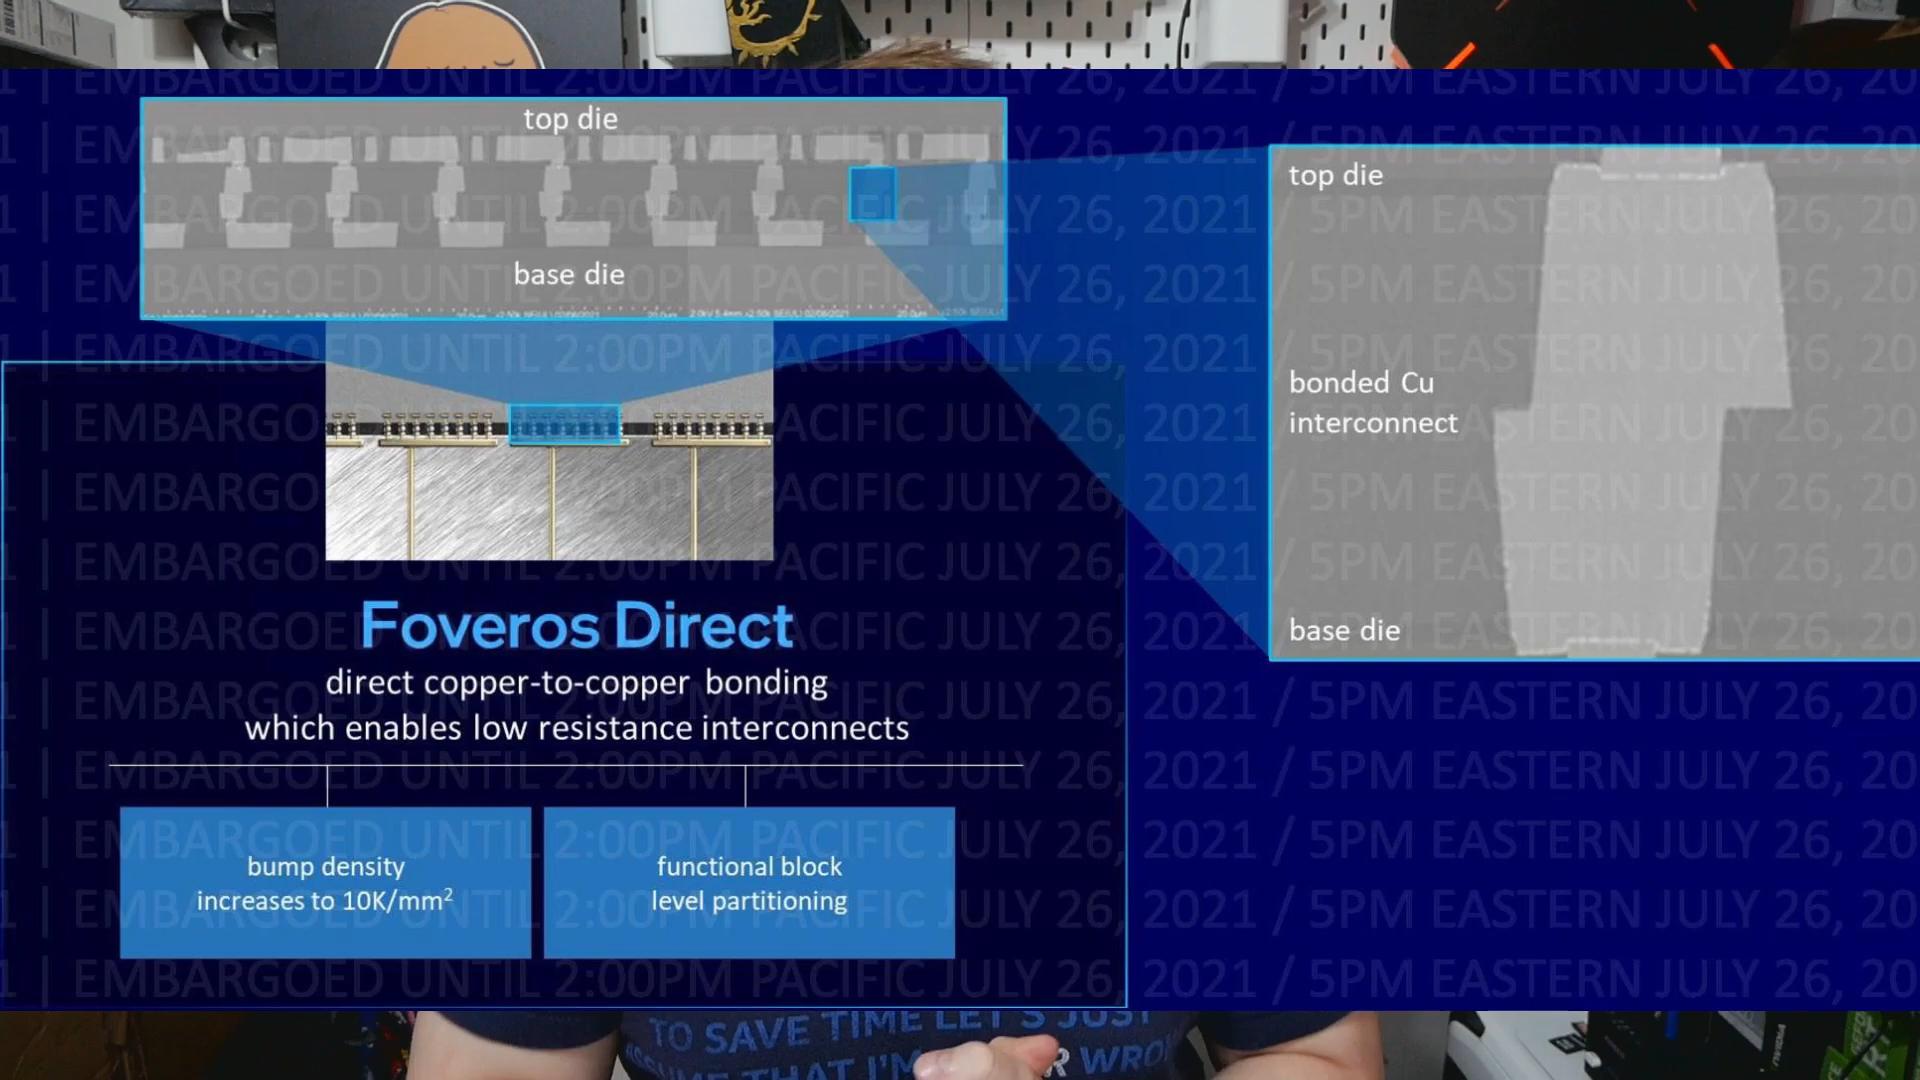 top die
base die
top die
bonded Cu
interconnect
base die
Foveros Direct
direct copper-to-copper bonding
which enables low resistance interconnects
bump density
increases to 10K/mm²
functional block
level partitioning
1 | EMBARGOED UNTIL 2:00PM PACIFIC JULY 26, 2021 / 5PM EASTERN JULY 26, 20
TO SAVE TIME LET'S JUST
THAT I'M